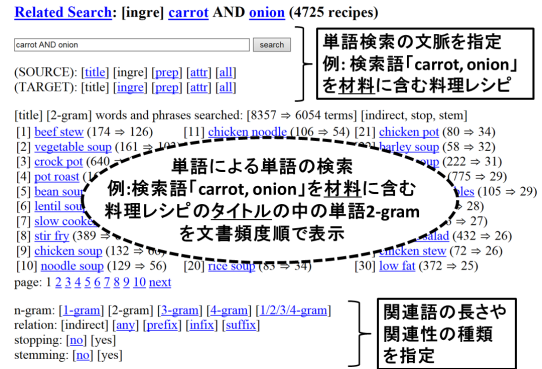 Related Search: [ingre] carrot AND onion (4725 recipes)
carrot AND onion search
(SOURCE): [title] [ingre] [prep] [attr] [all]
(TARGET): [title] [ingre] [prep] [attr] [all]
単語検索の文脈を指定
例: 検索語「carrot, onion」
を材料に含む料理レシピ
[title] [2-gram] words and phrases searched: [8357 ⇒ 6054 terms] [indirect, stop, stem]
[1] beef stew (174 ⇒ 126) [11] chicken noodle (106 ⇒ 54) [21] chicken pot (80 ⇒ 34)
[2] vegetable soup (161 ⇒ barley soup (58 ⇒ 32)
[3] crock pot (640 soup (222 ⇒ 31)
[4] pot roast (775 ⇒ 29)
[5] bean soup (105 ⇒ 29)
[6] lentil soup ⇒ 28)
[7] slow cooker ⇒ 27)
[8] stir fry (389 ⇒ salad (432 ⇒ 26)
[9] chicken soup (132 ⇒ chicken stew (72 ⇒ 26)
[10] noodle soup (129 ⇒ 56) [20] rice soup (83 ⇒ 34) [30] low fat (372 ⇒ 25)
単語による単語の検索
例:検索語「carrot, onion」を材料に含む
料理レシピのタイトルの中の単語2-gram
を文書頻度順で表示
page: 1 2 3 4 5 6 7 8 9 10 next
n-gram: [1-gram] [2-gram] [3-gram] [4-gram] [1/2/3/4-gram]
relation: [indirect] [any] [prefix] [infix] [suffix]
stopping: [no] [yes]
stemming: [no] [yes]
関連語の長さや
関連性の種類
を指定